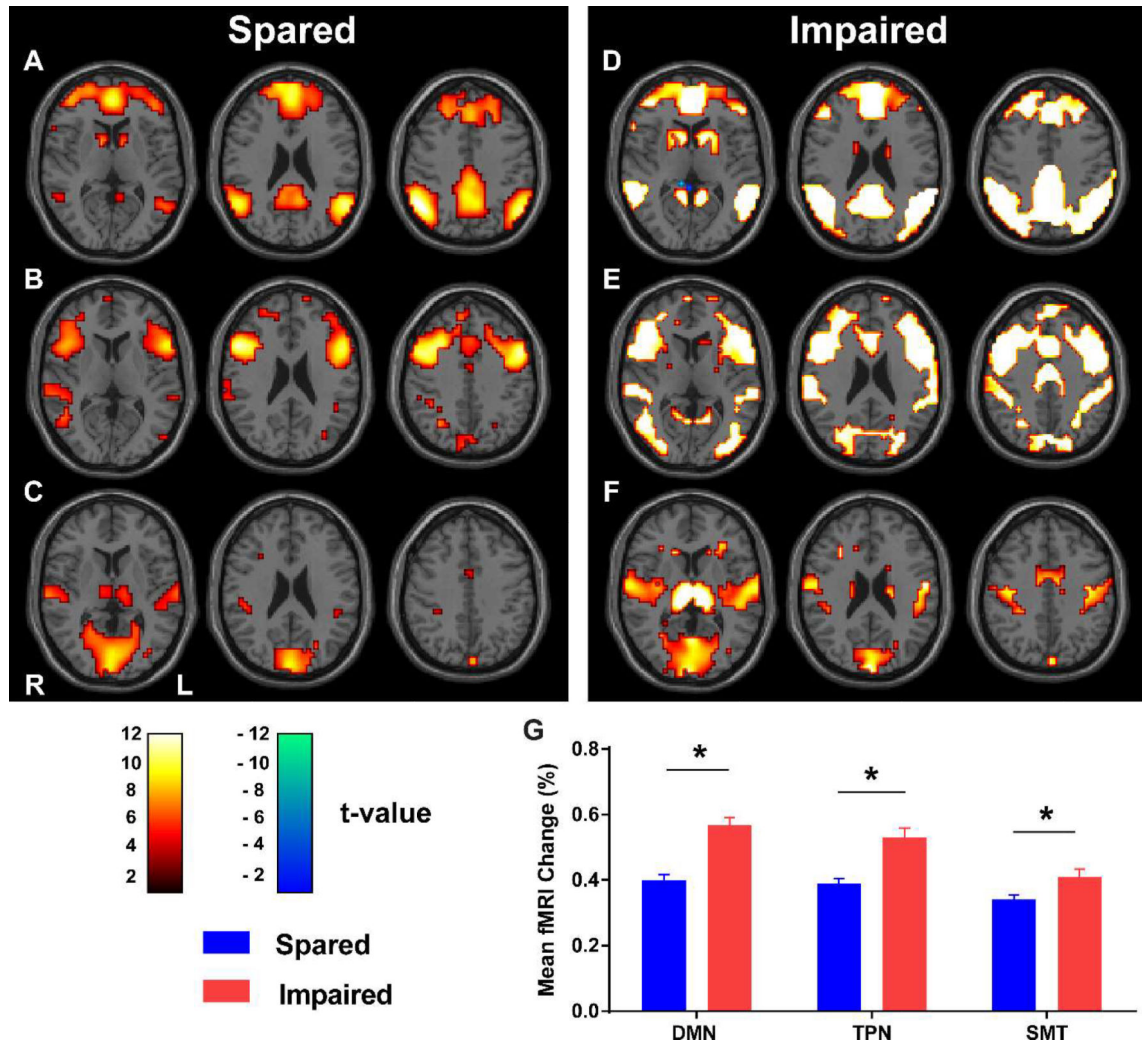 Spared
Impaired
A
D
B
E
C
F
R L
12
10
8
6
4
2
- 12
- 10
- 8
- 6
- 4
- 2
t-value
Spared
Impaired
G
Mean fMRI Change (%)
0.8
0.6
0.4
0.2
0.0
*
*
*
DMN TPN SMT